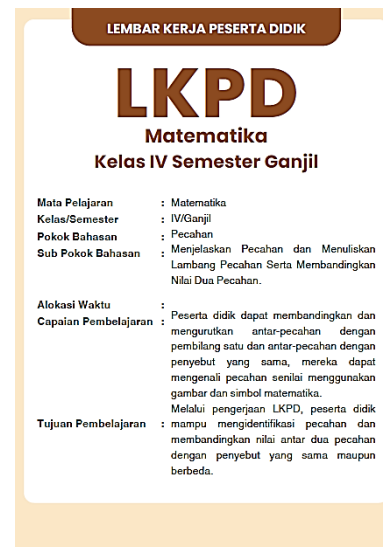 LEMBAR KERJA PESERTA DIDIK
LKPD
Matematika
Kelas IV Semester Ganjil
Mata Pelajaran : Matematika
Kelas/Semester : IV/Ganjil
Pokok Bahasan : Pecahan
Sub Pokok Bahasan : Menjelaskan Pecahan dan Menuliskan
Lambang Pecahan Serta Membandingkan
Nilai Dua Pecahan.
Alokasi Waktu :
Capaian Pembelajaran : Peserta didik dapat membandingkan dan
mengurutkan antar-pecahan dengan
pembilang satu dan antar-pecahan dengan
penyebut yang sama, mereka dapat
mengenali pecahan senilai menggunakan
gambar dan simbol matematika.
Melalui pengerjaan LKPD, peserta didik
Tujuan Pembelajaran : mampu mengidentifikasi pecahan dan
membandingkan nilai antar dua pecahan
dengan penyebut yang sama maupun
berbeda.